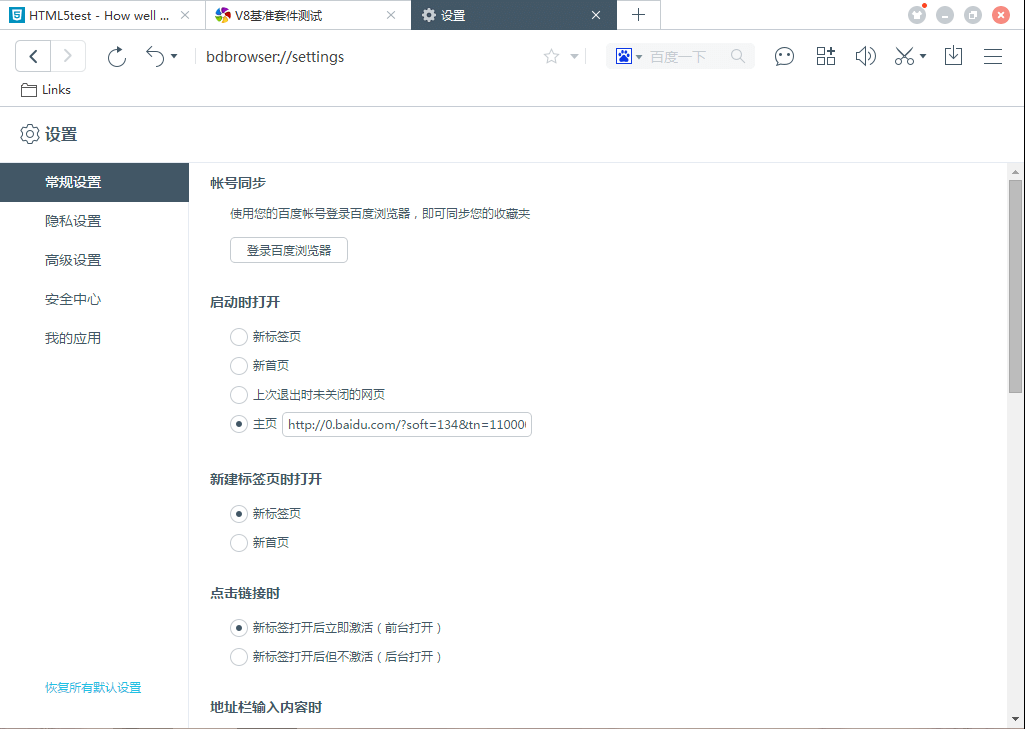 HTML5test - How well ...
V8基准套件测试
设置
bdbrowser://settings
百度一下
Links
设置
常规设置
隐私设置
高级设置
安全中心
我的应用
恢复所有默认设置
帐号同步
使用您的百度帐号登录百度浏览器，即可同步您的收藏夹
登录百度浏览器
启动时打开
新标签页
新首页
上次退出时未关闭的网页
主页 http://0.baidu.com/?soft=134&tn=11000
新建标签页时打开
新标签页
新首页
点击链接时
新标签打开后立即激活（前台打开）
新标签打开后但不激活（后台打开）
地址栏输入内容时